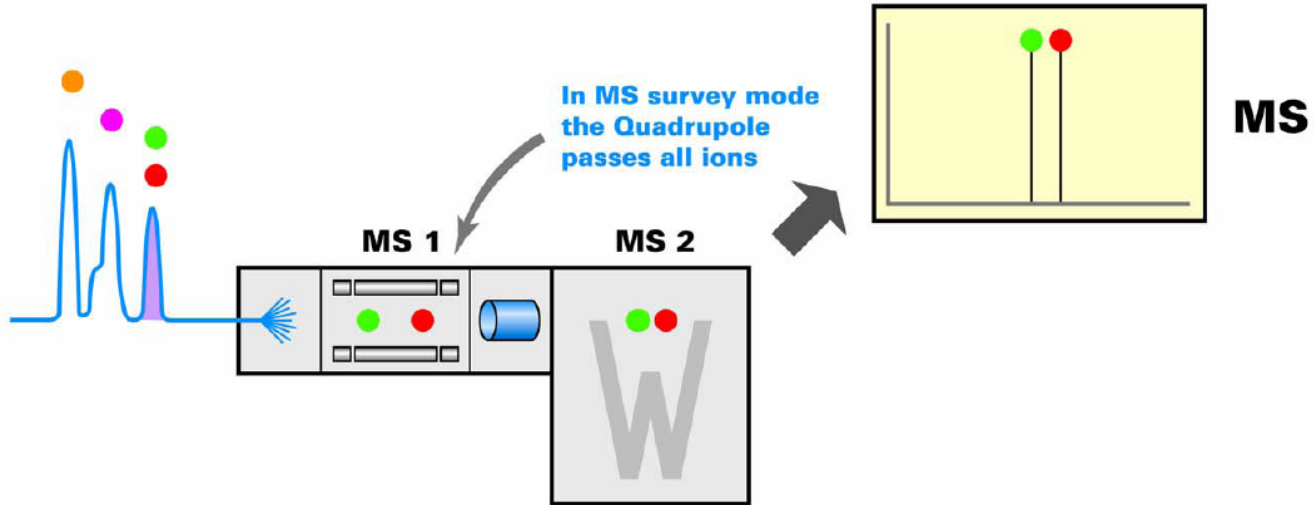 In MS survey mode
the Quadrupole
passes all ions
MS
MS 1
MS 2
W